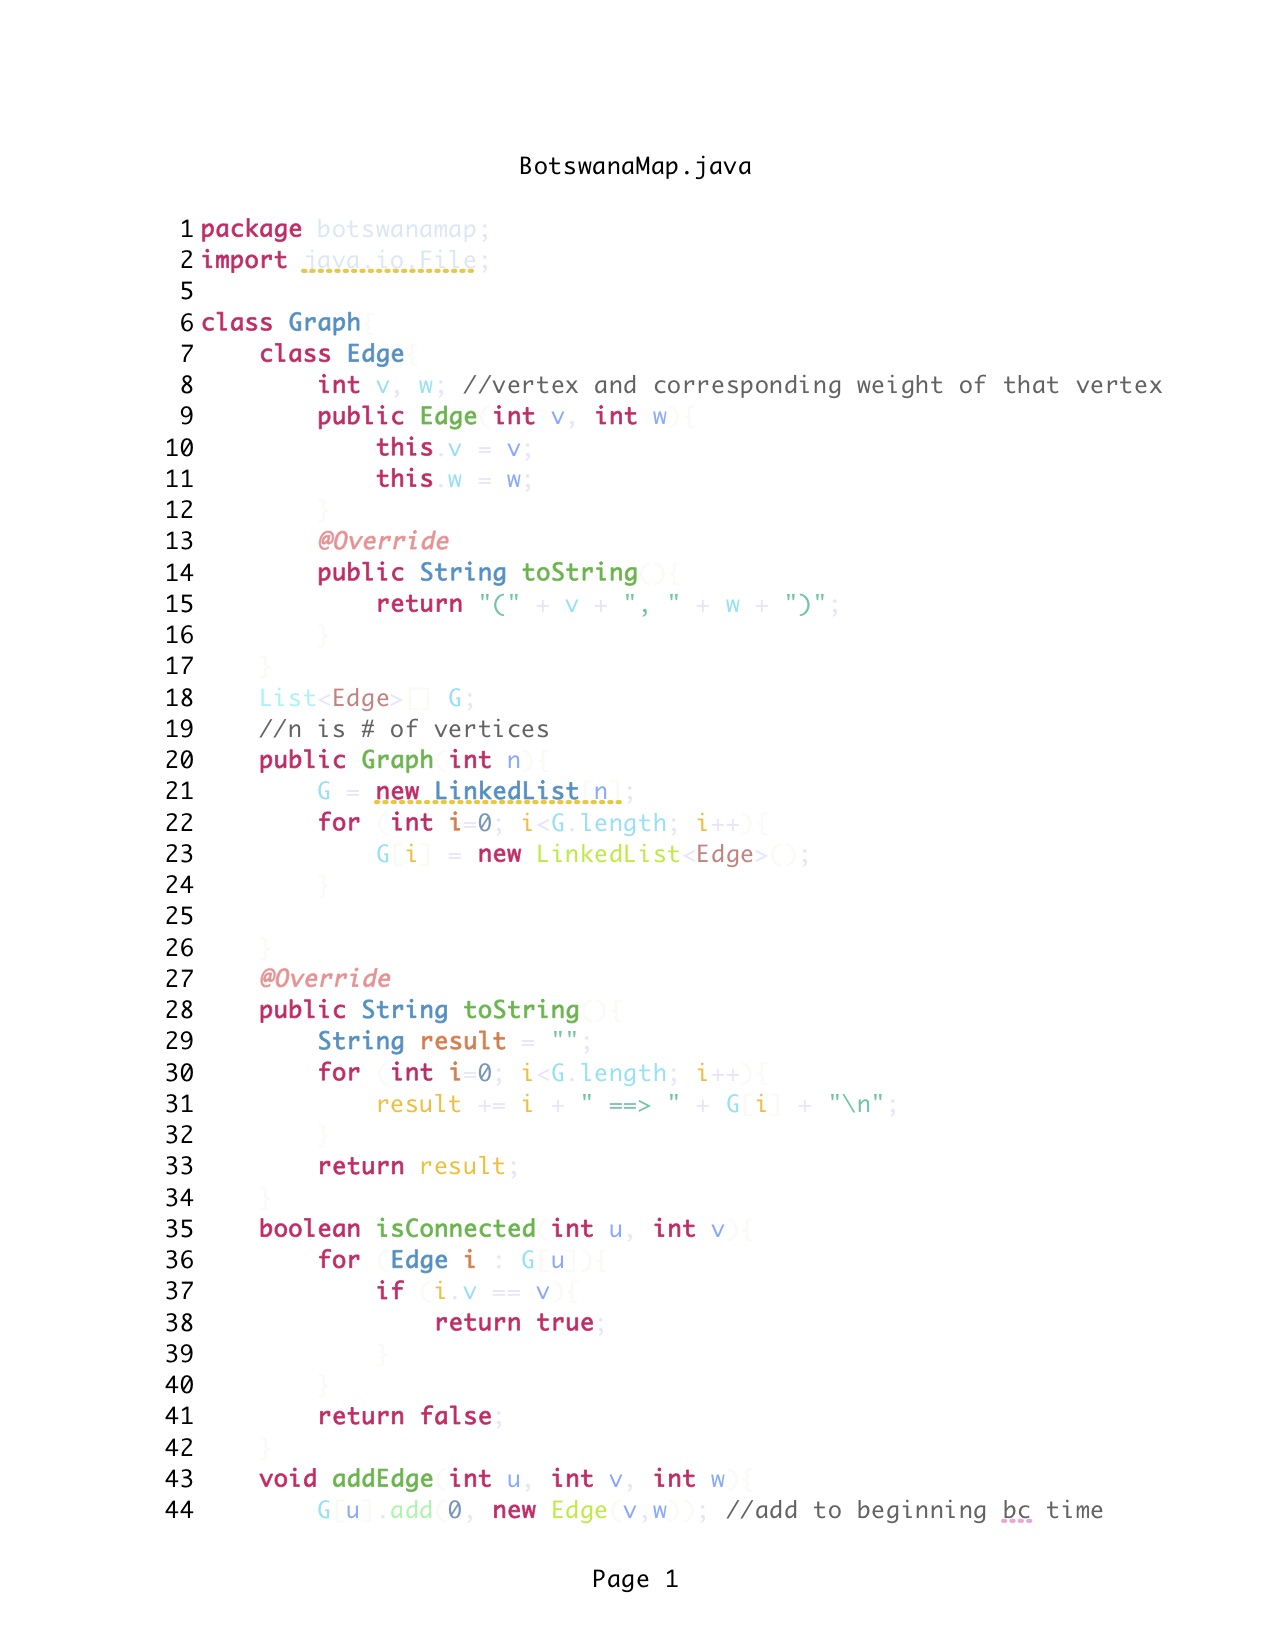 BotswanaMap.java
1 package botswanamap;
2 import java.io.File;
5
6 class Graph{
7     class Edge{
8         int v, w; //vertex and corresponding weight of that vertex
9         public Edge(int v, int w){
10             this.v = v;
11             this.w = w;
12         }
13         @Override
14         public String toString(){
15             return "(" + v + ", " + w + ")";
16         }
17     }
18     List<Edge>[] G;
19     //n is # of vertices
20     public Graph(int n){
21         G = new LinkedList[n];
22         for (int i=0; i<G.length; i++){
23             G[i] = new LinkedList<Edge>();
24         }
25
26     }
27     @Override
28     public String toString(){
29         String result = "";
30         for (int i=0; i<G.length; i++){
31             result += i + " ==> " + G[i] + "\n";
32         }
33         return result;
34     }
35     boolean isConnected(int u, int v){
36         for (Edge i : G[u]){
37             if (i.v == v){
38                 return true;
39             }
40         }
41         return false;
42     }
43     void addEdge(int u, int v, int w){
44         G[u].add(0, new Edge(v,w)); //add to beginning bc time
Page 1